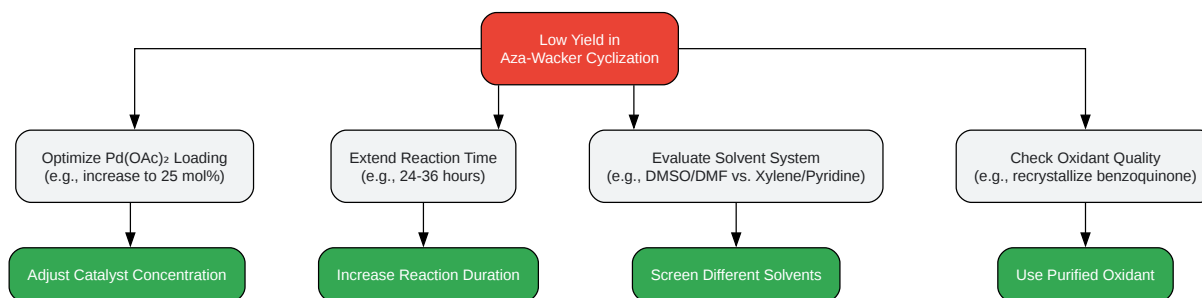 Low Yield in
Aza-Wacker Cyclization
Optimize Pd(OAc)₂ Loading
(e.g., increase to 25 mol%)
Extend Reaction Time
(e.g., 24-36 hours)
Evaluate Solvent System
(e.g., DMSO/DMF vs. Xylene/Pyridine)
Check Oxidant Quality
(e.g., recrystallize benzoquinone)
Adjust Catalyst Concentration
Increase Reaction Duration
Screen Different Solvents
Use Purified Oxidant